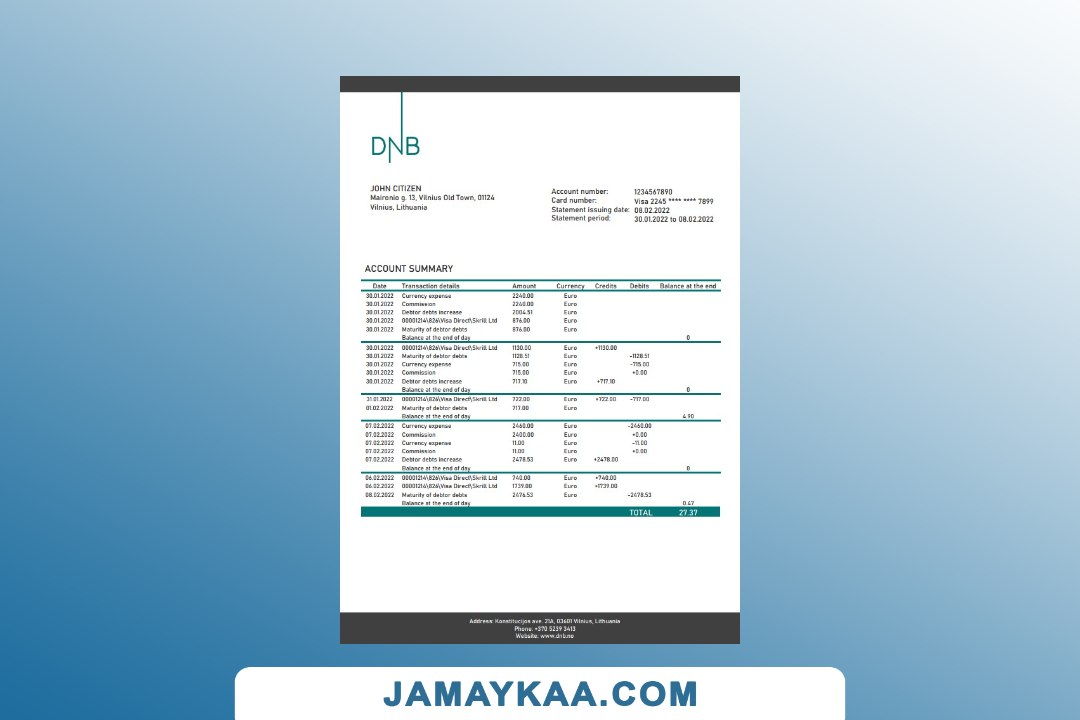 DNB
JOHN CITIZEN
Maironio g. 13, Vilnius Old Town, 01124
Vilnius, Lithuania
Account number: 1234567890
Card number: Visa 2245 **** **** 7899
Statement issuing date: 08.02.2022
Statement period: 30.01.2022 to 08.02.2022
ACCOUNT SUMMARY
Date Transaction details Amount Currency Credits Debits Balance at the end
30.01.2022 Currency expense 2240.00 Euro
30.01.2022 Commission 2240.00 Euro
30.01.2022 Debtor debts increase 2004.51 Euro
30.01.2022 00001214\826\Visa Direct\Skrill Ltd 876.00 Euro
30.01.2022 Maturity of debtor debts 876.00 Euro
Balance at the end of day 0
30.01.2022 00001214\826\Visa Direct\Skrill Ltd 1130.00 Euro +1130.00
30.01.2022 Maturity of debtor debts 1128.51 Euro -1128.51
30.01.2022 Currency expense 715.00 Euro -715.00
30.01.2022 Commission 715.00 Euro +0.00
30.01.2022 Debtor debts increase 717.10 Euro +717.10
Balance at the end of day 0
31.01.2022 00001214\826\Visa Direct\Skrill Ltd 722.00 Euro +722.00 -717.00
01.02.2022 Maturity of debtor debts 717.00 Euro
Balance at the end of day 4.90
07.02.2022 Currency expense 2460.00 Euro -2460.00
07.02.2022 Commission 2400.00 Euro +0.00
07.02.2022 Currency expense 11.00 Euro -11.00
07.02.2022 Commission 11.00 Euro +0.00
07.02.2022 Debtor debts increase 2478.53 Euro +2478.00
Balance at the end of day 0
06.02.2022 00001214\826\Visa Direct\Skrill Ltd 740.00 Euro +740.00
06.02.2022 00001214\826\Visa Direct\Skrill Ltd 1739.00 Euro +1739.00
08.02.2022 Maturity of debtor debts 2476.53 Euro -2478.53
Balance at the end of day 0.47
TOTAL 27.37
Address: Konstitucijos ave. 21A, 03601 Vilnius, Lithuania
Phone: +370 5239 3413
Website: www.dnb.no
JAMAYKAA.COM